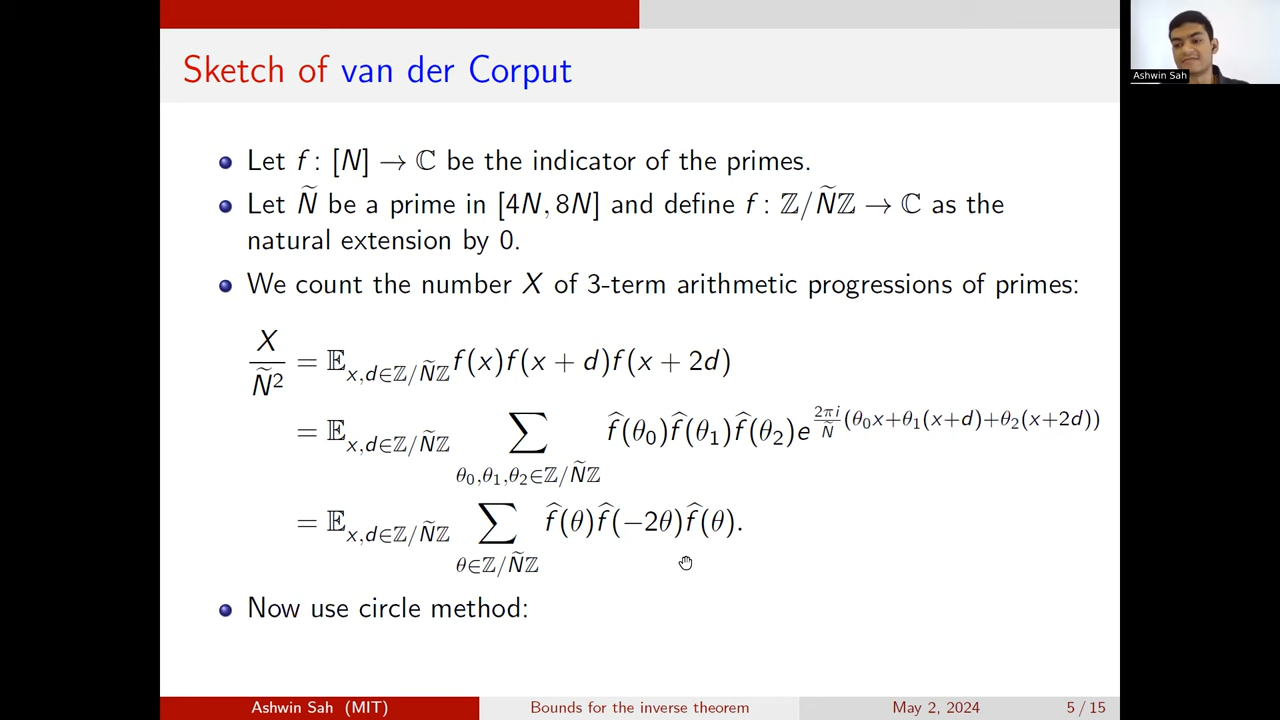 Sketch of van der Corput
Ashwin Sah
Let f : [N] → ℂ be the indicator of the primes.
Let Ñ be a prime in [4N, 8N] and define f : ℤ/Ñℤ → ℂ as the
natural extension by 0.
We count the number X of 3-term arithmetic progressions of primes:
X/Ñ² = 𝔼_{x,d∈ℤ/Ñℤ} f(x)f(x + d)f(x + 2d)
= 𝔼_{x,d∈ℤ/Ñℤ} ∑_{θ₀,θ₁,θ₂∈ℤ/Ñℤ} f̂(θ₀)f̂(θ₁)f̂(θ₂)e^{\frac{2πi}{Ñ}(θ₀x+θ₁(x+d)+θ₂(x+2d))}
= 𝔼_{x,d∈ℤ/Ñℤ} ∑_{θ∈ℤ/Ñℤ} f̂(θ)f̂(−2θ)f̂(θ).
Now use circle method:
Ashwin Sah (MIT) Bounds for the inverse theorem May 2, 2024 5 / 15